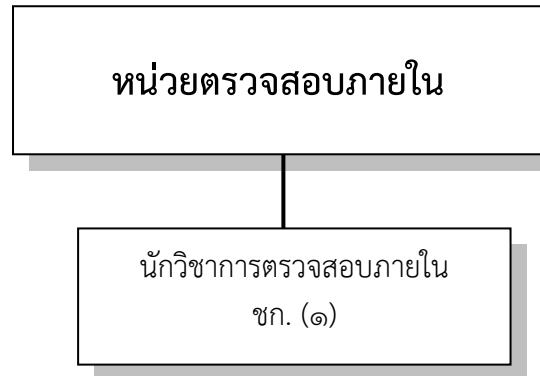 หน่วยตรวจสอบภายใน
นักวิชาการตรวจสอบภายใน
ชก. (๑)